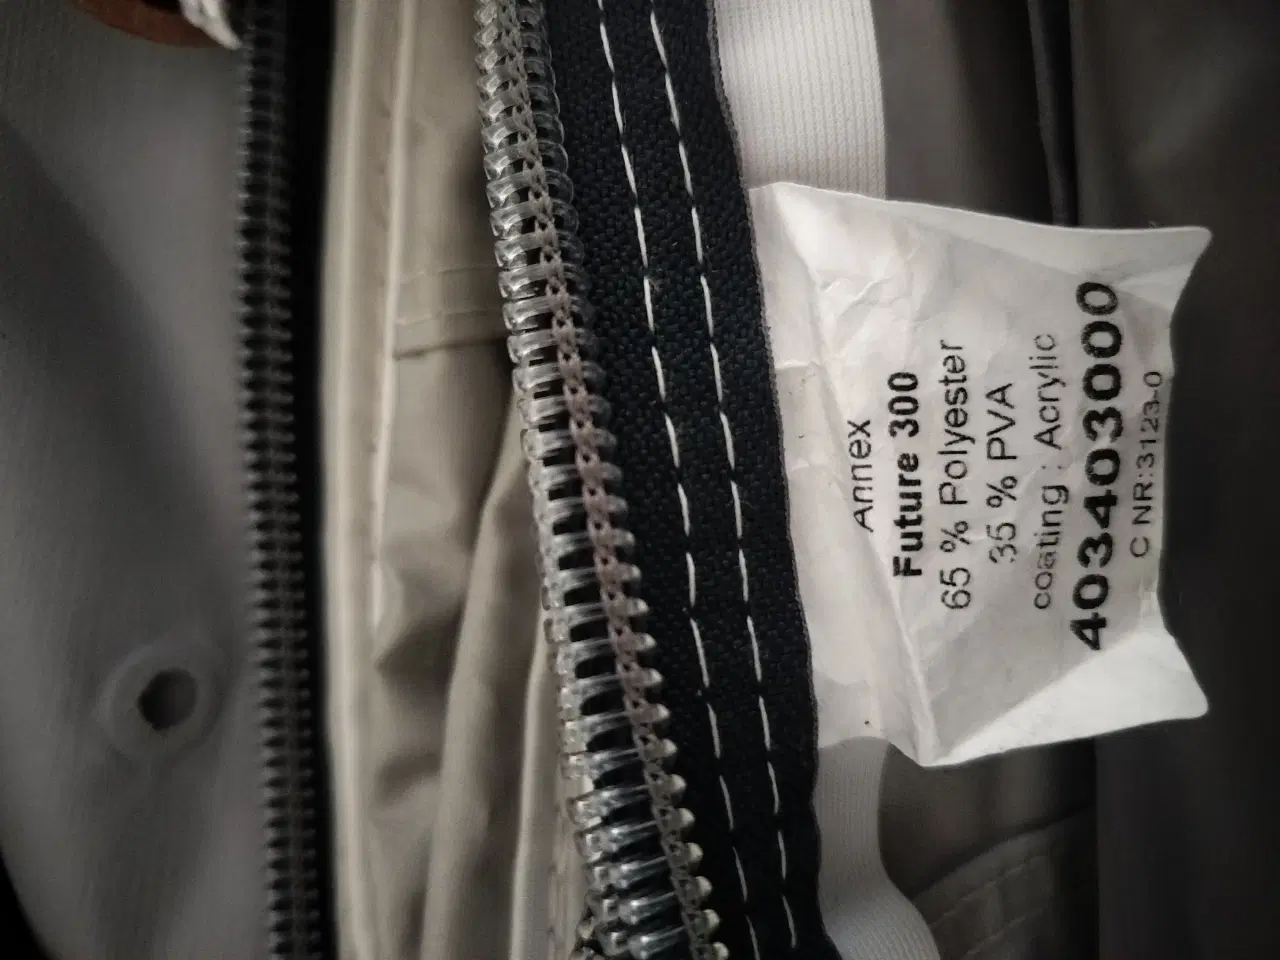 Annex
Future 300
65 % Polyester
35 % PVA
coating : Acrylic
403403000
C NR:3123-0